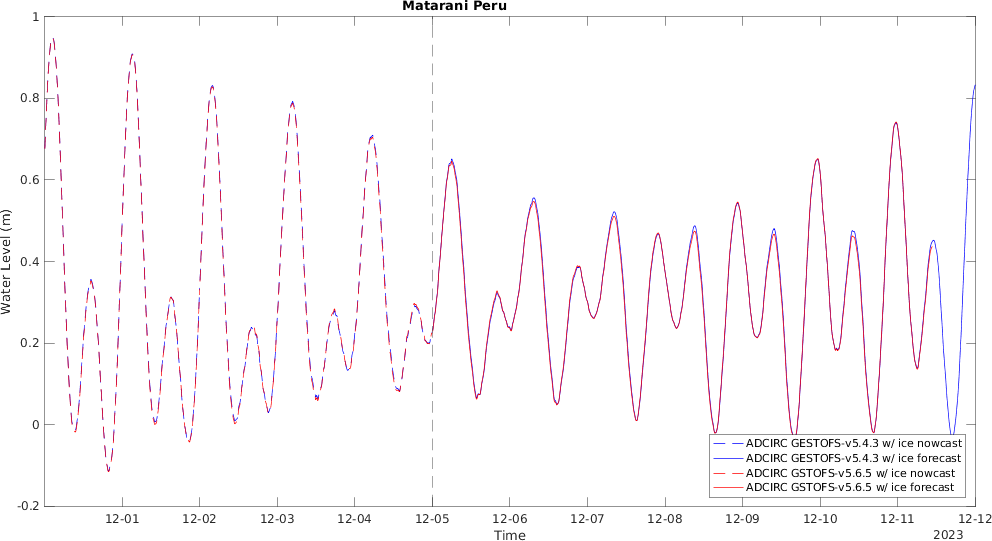 Matarani Peru
Water Level (m)
1
0.8
0.6
0.4
0.2
0
-0.2
12-01 12-02 12-03 12-04 12-05 12-06 12-07 12-08 12-09 12-10 12-11 12-12
Time
2023
ADCIRC GESTOFS-v5.4.3 w/ ice nowcast
ADCIRC GESTOFS-v5.4.3 w/ ice forecast
ADCIRC GSTOFS-v5.6.5 w/ ice nowcast
ADCIRC GSTOFS-v5.6.5 w/ ice forecast